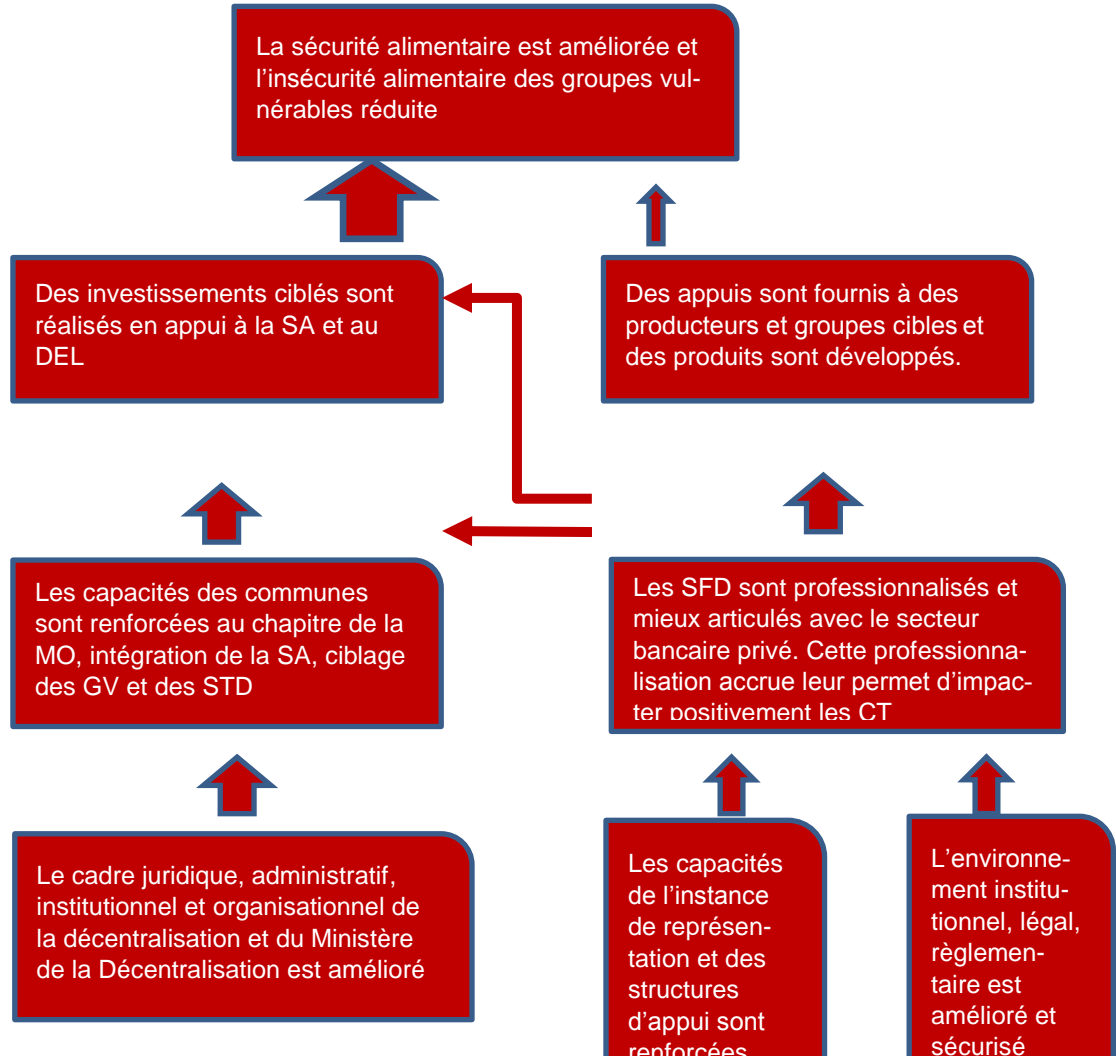 La sécurité alimentaire est améliorée et
l'insécurité alimentaire des groupes vul-
nérables réduite
Des investissements ciblés sont
réalisés en appui à la SA et au
DEL
Des appuis sont fournis à des
producteurs et groupes cibles et
des produits sont développés.
Les capacités des communes
sont renforcées au chapitre de la
MO, intégration de la SA, ciblage
des GV et des STD
Les SFD sont professionnalisés et
mieux articulés avec le secteur
bancaire privé. Cette professionna-
lisation accrue leur permet d'impac-
ter positivement les CT
Le cadre juridique, administratif,
institutionnel et organisationnel de
la décentralisation et du Ministère
de la Décentralisation est amélioré
Les capacités
de l'instance
de représen-
tation et des
structures
d'appui sont
renforcées
L'environne-
ment institu-
tionnel, légal,
règlemen-
taire est
amélioré et
sécurisé